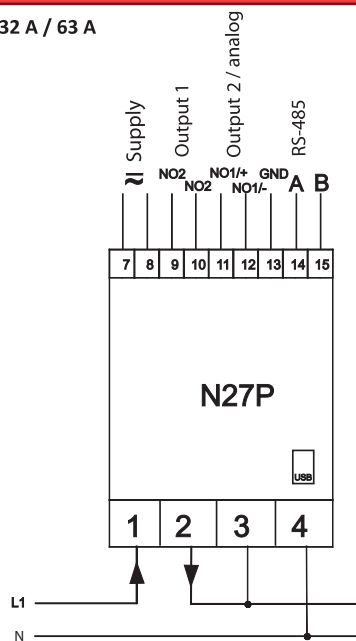 32 A / 63 A
Supply
Output 1
Output 2 / analog
RS-485
NO2
NO2
NO1/+
NO1/-
GND
A B
7 8 9 10 11 12 13 14 15
N27P
USB
1 2 3 4
L1
N